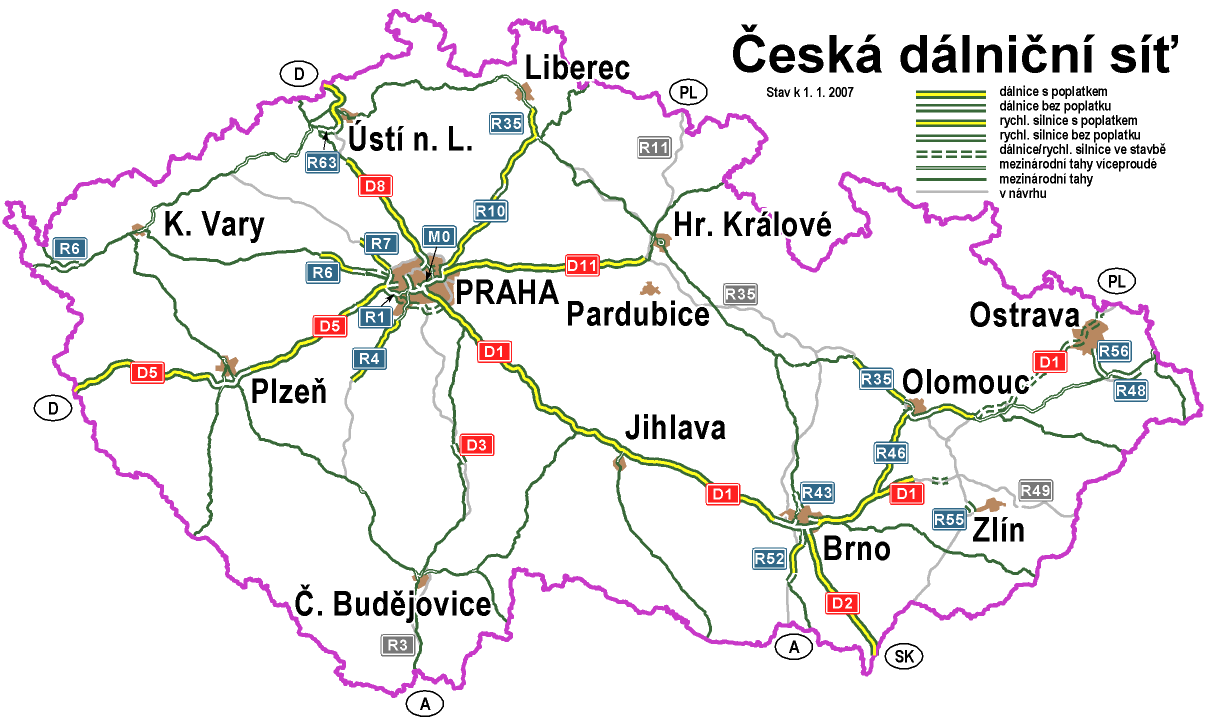 Česká dálniční síť
Stav k 1. 1. 2007
dálnice s poplatkem
dálnice bez poplatku
rychl. silnice s poplatkem
rychl. silnice bez poplatku
dálnice/rychl. silnice ve stavbě
mezinárodní tahy víceproudé
mezinárodní tahy
v návrhu
D
Liberec
PL
R35
Ústí n. L.
R63
R11
D8
R10
K. Vary
Hr. Králové
R6
R7
M0
R6
D11
PRAHA
R35
PL
Pardubice
Ostrava
R1
D5
R4
D1
D1
R56
D5
Plzeň
R35
Olomouc
R48
D
Jihlava
D3
R46
D1
R43
D1
R49
R55
Zlín
Brno
R52
Č. Budějovice
D2
R3
A
SK
A